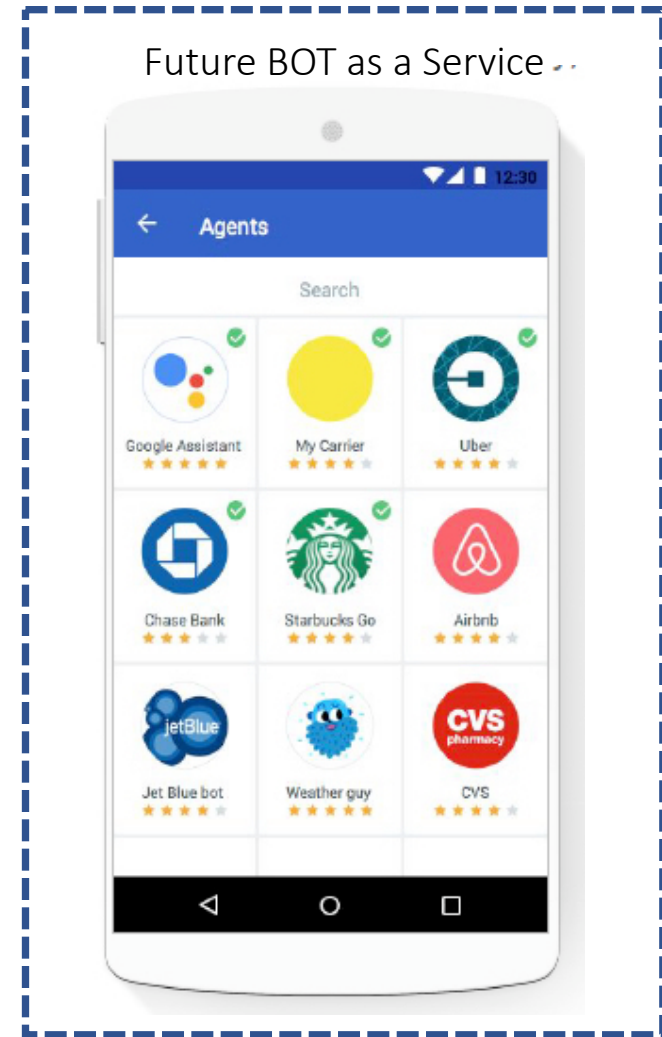 Future BOT as a Service
12:30
Agents
Search
Google Assistant
My Carrier
Uber
Chase Bank
Starbucks Go
Airbnb
jetBlue
CVS
pharmacy
Jet Blue bot
Weather guy
CVS